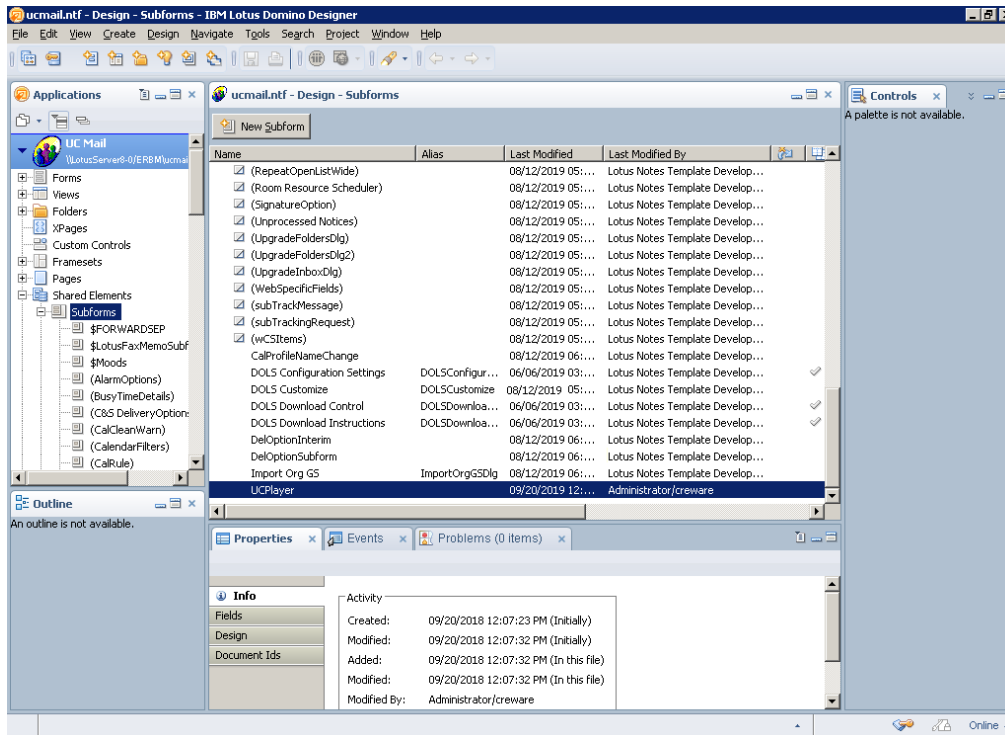 ucmail.ntf - Design - Subforms - IBM Lotus Domino Designer
File Edit View Create Design Navigate Tools Search Project Window Help
Applications
UC Mail
\\LotusServer8-0/ERBM\ucmai
Forms
Views
Folders
XPages
Custom Controls
Framesets
Pages
Shared Elements
Subforms
$FORWARDSEP
$LotusFaxMemoSubf
$Moods
(AlarmOptions)
(BusyTimeDetails)
(C&S DeliveryOption:
(CalCleanWarn)
(CalendarFilters)
(CalRule)
Outline
An outline is not available.
ucmail.ntf - Design - Subforms
New Subform
Name Alias Last Modified Last Modified By
(RepeatOpenListWide) 08/12/2019 05:... Lotus Notes Template Develop...
(Room Resource Scheduler) 08/12/2019 05:... Lotus Notes Template Develop...
(SignatureOption) 08/12/2019 05:... Lotus Notes Template Develop...
(Unprocessed Notices) 08/12/2019 05:... Lotus Notes Template Develop...
(UpgradeFoldersDlg) 08/12/2019 05:... Lotus Notes Template Develop...
(UpgradeFoldersDlg2) 08/12/2019 05:... Lotus Notes Template Develop...
(UpgradeInboxDlg) 08/12/2019 05:... Lotus Notes Template Develop...
(WebSpecificFields) 08/12/2019 05:... Lotus Notes Template Develop...
(subTrackMessage) 08/12/2019 05:... Lotus Notes Template Develop...
(subTrackingRequest) 08/12/2019 05:... Lotus Notes Template Develop...
(wCSItems) 08/12/2019 05:... Lotus Notes Template Develop...
CalProfileNameChange 08/12/2019 06:... Lotus Notes Template Develop...
DOLS Configuration Settings DOLSConfigur... 06/06/2019 03:... Lotus Notes Template Develop...
DOLS Customize DOLSCustomize 08/12/2019 05:... Lotus Notes Template Develop...
DOLS Download Control DOLSDownloa... 06/06/2019 03:... Lotus Notes Template Develop...
DOLS Download Instructions DOLSDownloa... 06/06/2019 03:... Lotus Notes Template Develop...
DelOptionInterim 08/12/2019 06:... Lotus Notes Template Develop...
DelOptionSubform 08/12/2019 06:... Lotus Notes Template Develop...
Import Org GS ImportOrgGSDlg 08/12/2019 06:... Lotus Notes Template Develop...
UCPlayer 09/20/2019 12:... Administrator/creware
Properties Events Problems (0 items)
Info
Fields
Design
Document Ids
Activity
Created: 09/20/2018 12:07:23 PM (Initially)
Modified: 09/20/2018 12:07:32 PM (Initially)
Added: 09/20/2018 12:07:32 PM (In this file)
Modified: 09/20/2018 12:07:32 PM (In this file)
Modified By: Administrator/creware
Controls
A palette is not available.
Online